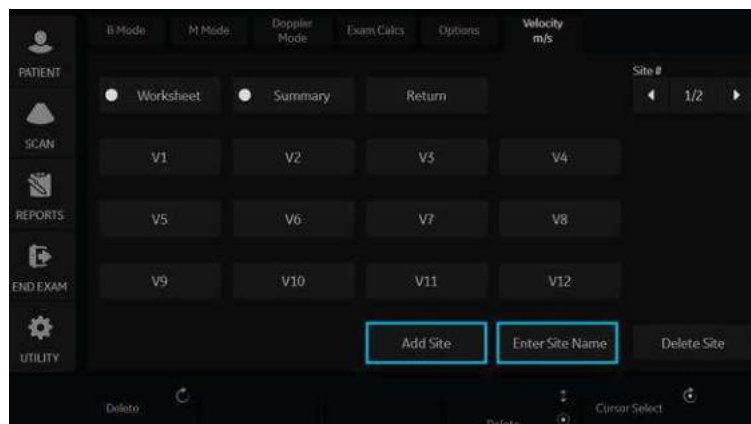 B Mode
M Mode
Doppler
Mode
Exam Calcs
Options
Velocity
m/s
PATIENT
Site #
Worksheet
Summary
Return
1/2
SCAN
V1
V2
V3
V4
REPORTS
V5
V6
V7
V8
END EXAM
V9
V10
V11
V12
UTILITY
Add Site
Enter Site Name
Delete Site
Delete
Cursor Select